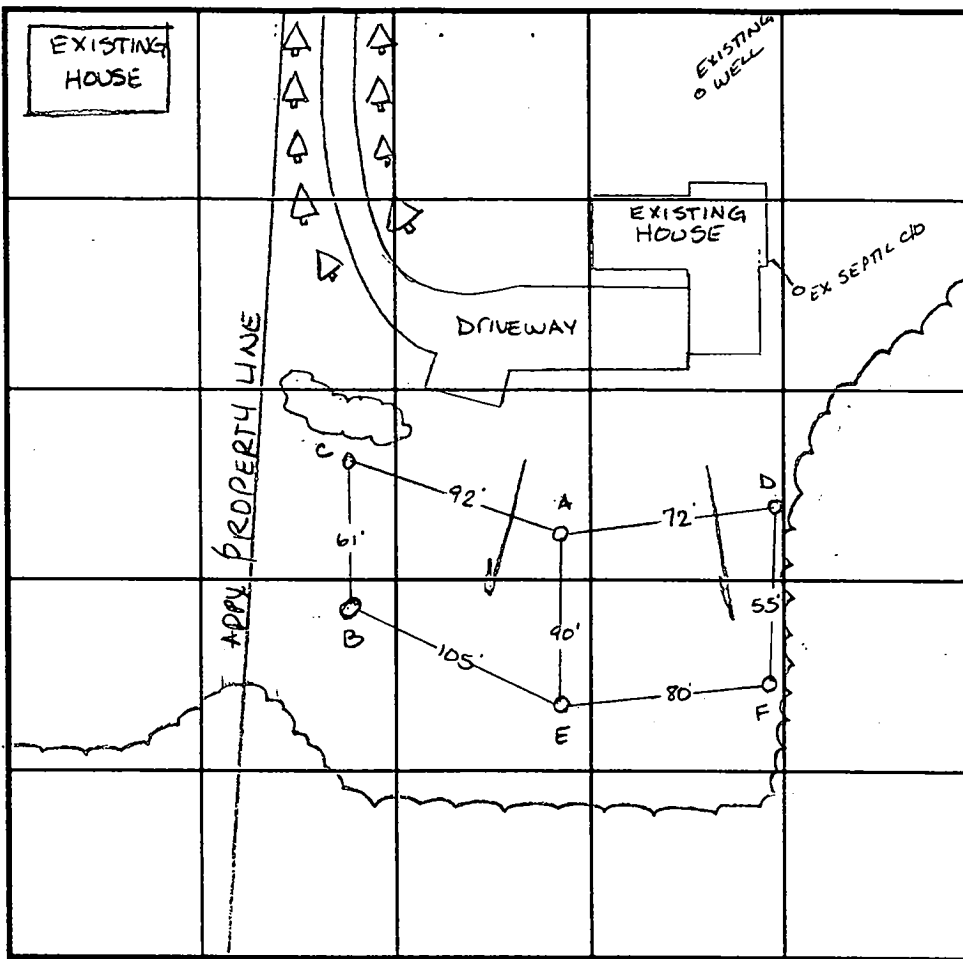 EXISTING
HOUSE
EXISTING
WELL
EXISTING
HOUSE
EX SEPTIC C/O
DRIVEWAY
APPX PROPERTY LINE
C
92'
A
72'
D
61'
B
105'
90'
55'
E
80'
F